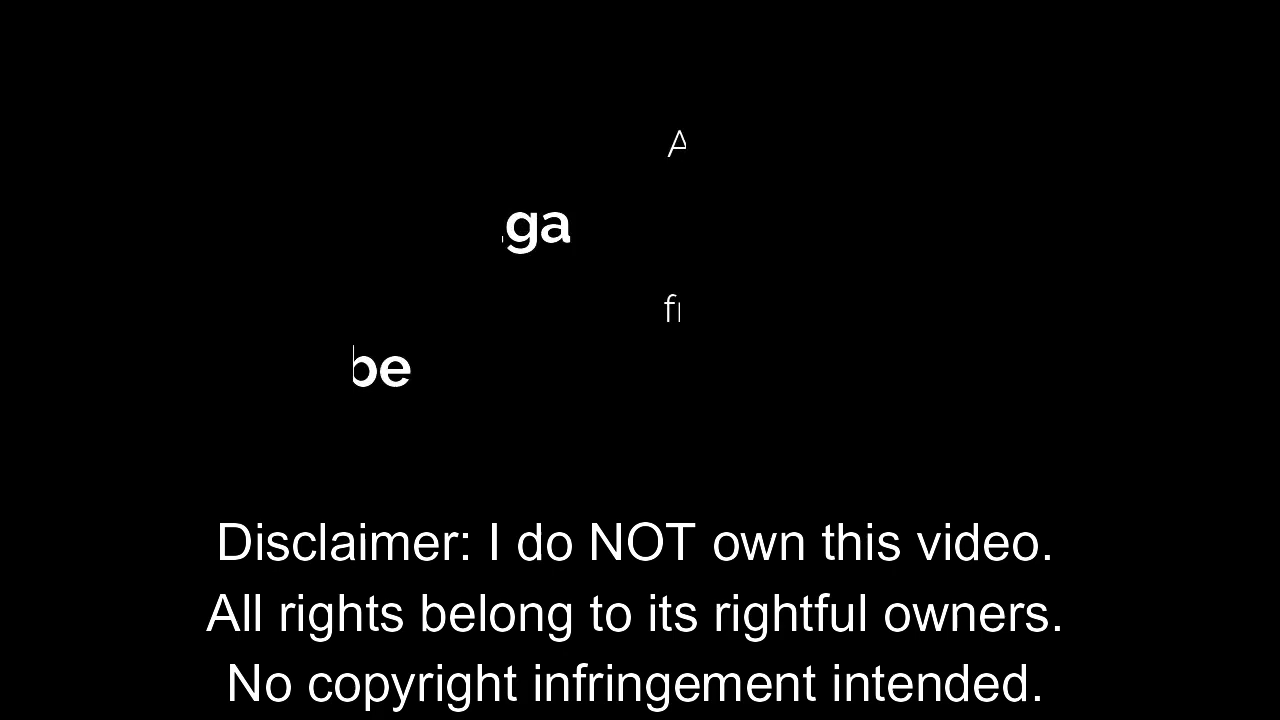 A
ga
fr
be
Disclaimer: I do NOT own this video.
All rights belong to its rightful owners.
No copyright infringement intended.